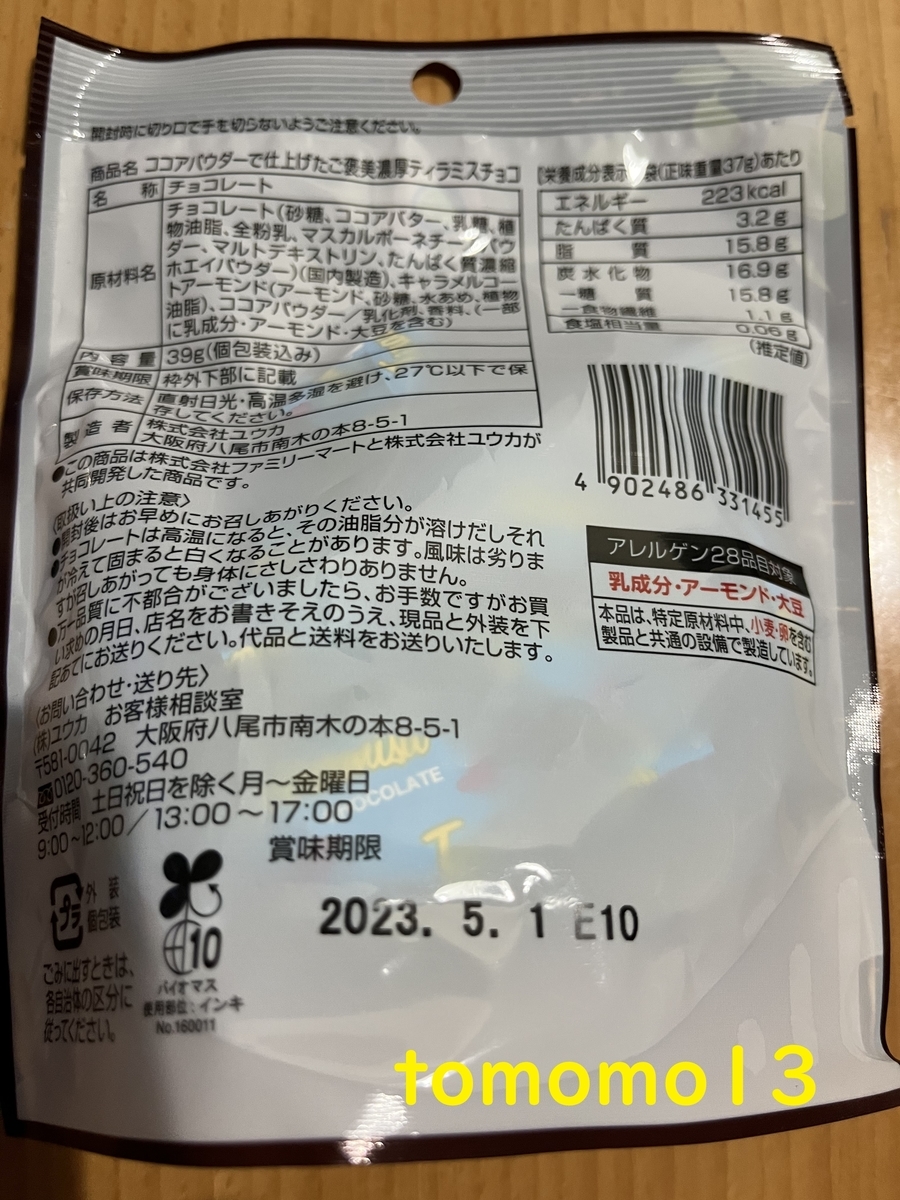 開封時に切り口で手を切らないようご注意ください。
商品名 ココアパウダーで仕上げたご褒美濃厚ティラミスチョコ
名 称 チョコレート
原材料名
チョコレート(砂糖、ココアバター、乳糖、植
物油脂、全粉乳、マスカルポーネチーズパウ
ダー、マルトデキストリン、たんぱく質濃縮
ホエイパウダー)(国内製造)、キャラメルコー
トアーモンド(アーモンド、砂糖、水あめ、植物
油脂)、ココアパウダー/乳化剤、香料、(一部
に乳成分・アーモンド・大豆を含む)
内 容 量 39g(個包装込み)
賞味期限 枠外下部に記載
保存方法 直射日光・高温多湿を避け、27℃以下で保
存してください。
製 造 者 株式会社ユウカ
大阪府八尾市南木の本8-5-1
●この商品は株式会社ファミリーマートと株式会社ユウカが
共同開発した商品です。
〈取扱い上の注意〉
●開封後はお早めにお召しあがりください。
●チョコレートは高温になると、その油脂分が溶けだしそれ
が冷えて固まると白くなることがあります。風味は劣りま
すが召しあがっても身体にさしさわりありません。
●万一品質に不都合がございましたら、お手数ですがお買
い求めの月日、店名をお書きそえのうえ、現品と外装を下
記あてにお送りください。代品と送料をお送りいたします。
〈お問い合わせ・送り先〉
(株)ユウカ お客様相談室
〒581-0042 大阪府八尾市南木の本8-5-1
0120-360-540
受付時間 土日祝日を除く月〜金曜日
9:00〜12:00/13:00〜17:00
[栄養成分表示 袋(正味重量37g)あたり
エネルギー 223kcal
たんぱく質 3.2g
脂 質 15.8g
炭水化物 16.9g
―糖 質 15.8g
―食物繊維 1.1g
食塩相当量 0.06g
(推定値)
4 902486 331455
アレルゲン28品目対象
乳成分・アーモンド・大豆
本品は、特定原材料中、小麦・卵を含む
製品と共通の設備で製造しています。
OCOLATE
T
賞味期限
2023. 5. 1 E10
プラ
外 装
個包装
ごみに出すときは、
各自治体の区分に
従ってください。
10
バイオマス
使用部位:インキ
No.160011
tomomo13